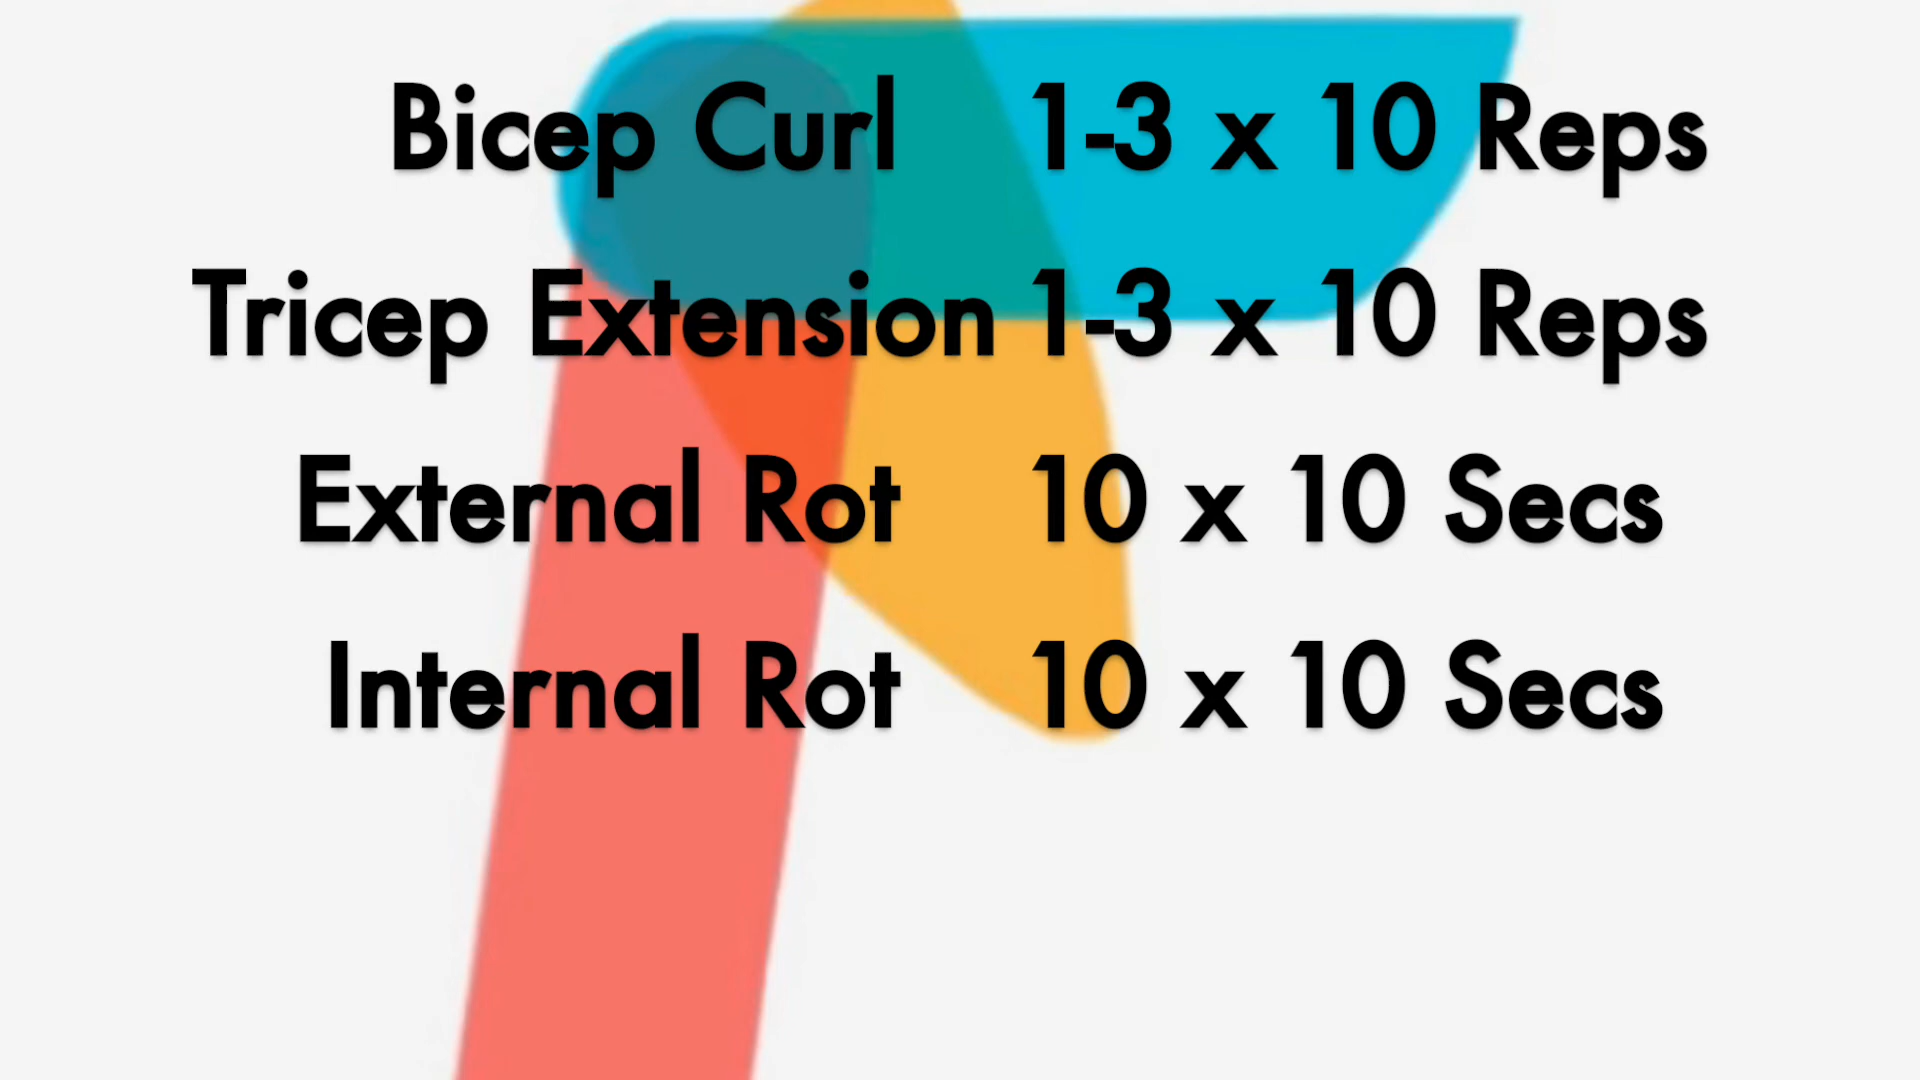 Bicep Curl 1-3 x 10 Reps
Tricep Extension 1-3 x 10 Reps
External Rot 10 x 10 Secs
Internal Rot 10 x 10 Secs